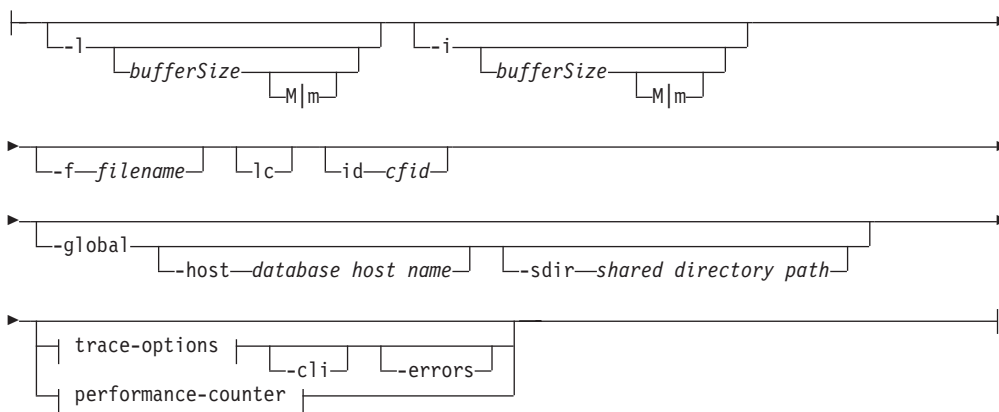 -l -i
bufferSize bufferSize
M|m M|m
-f filename lc id cfid
-global
-host database host name -sdir shared directory path
trace-options
-cli -errors
performance-counter